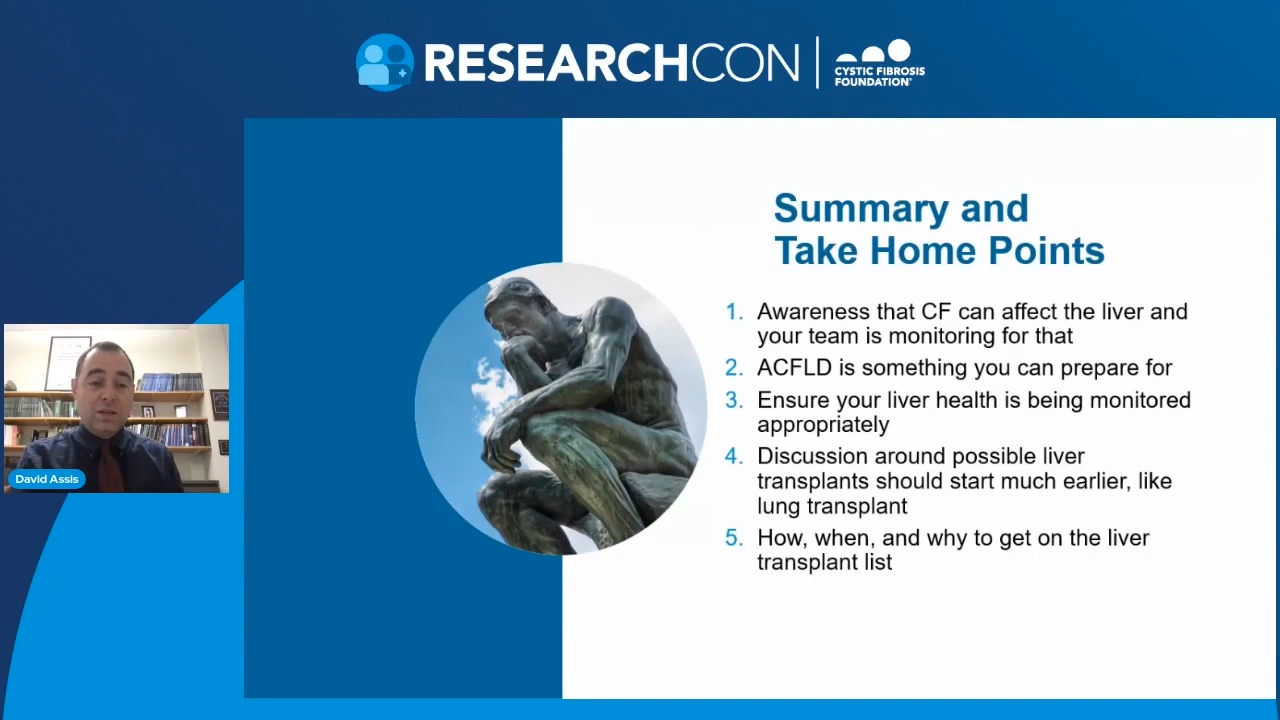 RESEARCHCON
CYSTIC FIBROSIS
FOUNDATION®
Summary and
Take Home Points
1. Awareness that CF can affect the liver and
your team is monitoring for that
2. ACFLD is something you can prepare for
3. Ensure your liver health is being monitored
appropriately
4. Discussion around possible liver
transplants should start much earlier, like
lung transplant
5. How, when, and why to get on the liver
transplant list
David Assis